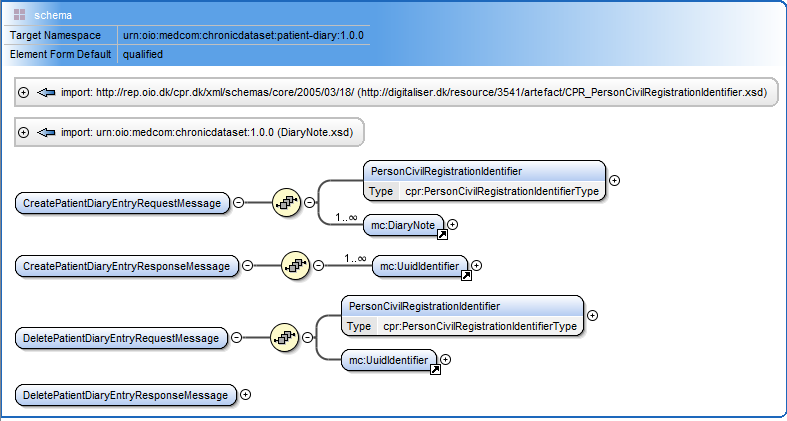 schema
Target Namespace urn:oio:medcom:chronicdataset:patient-diary:1.0.0
Element Form Default qualified
import: http://rep.oio.dk/cpr.dk/xml/schemas/core/2005/03/18/ (http://digitaliser.dk/resource/3541/artefact/CPR_PersonCivilRegistrationIdentifier.xsd)
import: urn:oio:medcom:chronicdataset:1.0.0 (DiaryNote.xsd)
PersonCivilRegistrationIdentifier
Type cpr:PersonCivilRegistrationIdentifierType
CreatePatientDiaryEntryRequestMessage
1..∞
mc:DiaryNote
CreatePatientDiaryEntryResponseMessage
1..∞
mc:UuidIdentifier
PersonCivilRegistrationIdentifier
Type cpr:PersonCivilRegistrationIdentifierType
DeletePatientDiaryEntryRequestMessage
mc:UuidIdentifier
DeletePatientDiaryEntryResponseMessage